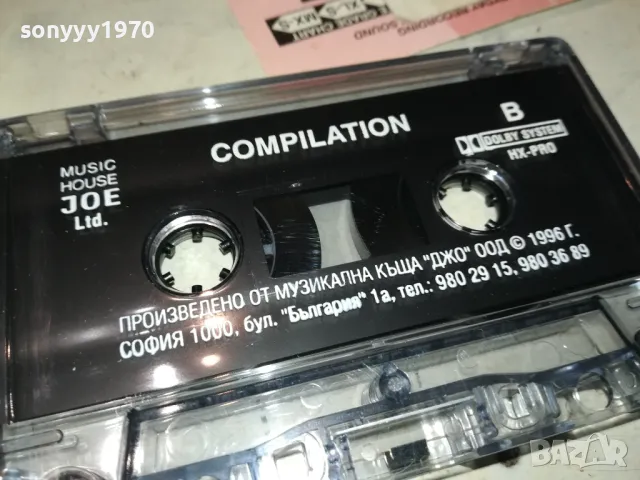 sonyyy1970
COMPILATION
B
DOLBY SYSTEM
HX-PRO
MUSIC
HOUSE
JOE
Ltd.
ПРОИЗВЕДЕНО ОТ МУЗИКАЛНА КЪЩА "ДЖО" ООД © 1996 Г.
СОФИЯ 1000, бул. "България" 1а, тел.: 980 29 15, 980 36 89
BAZAR